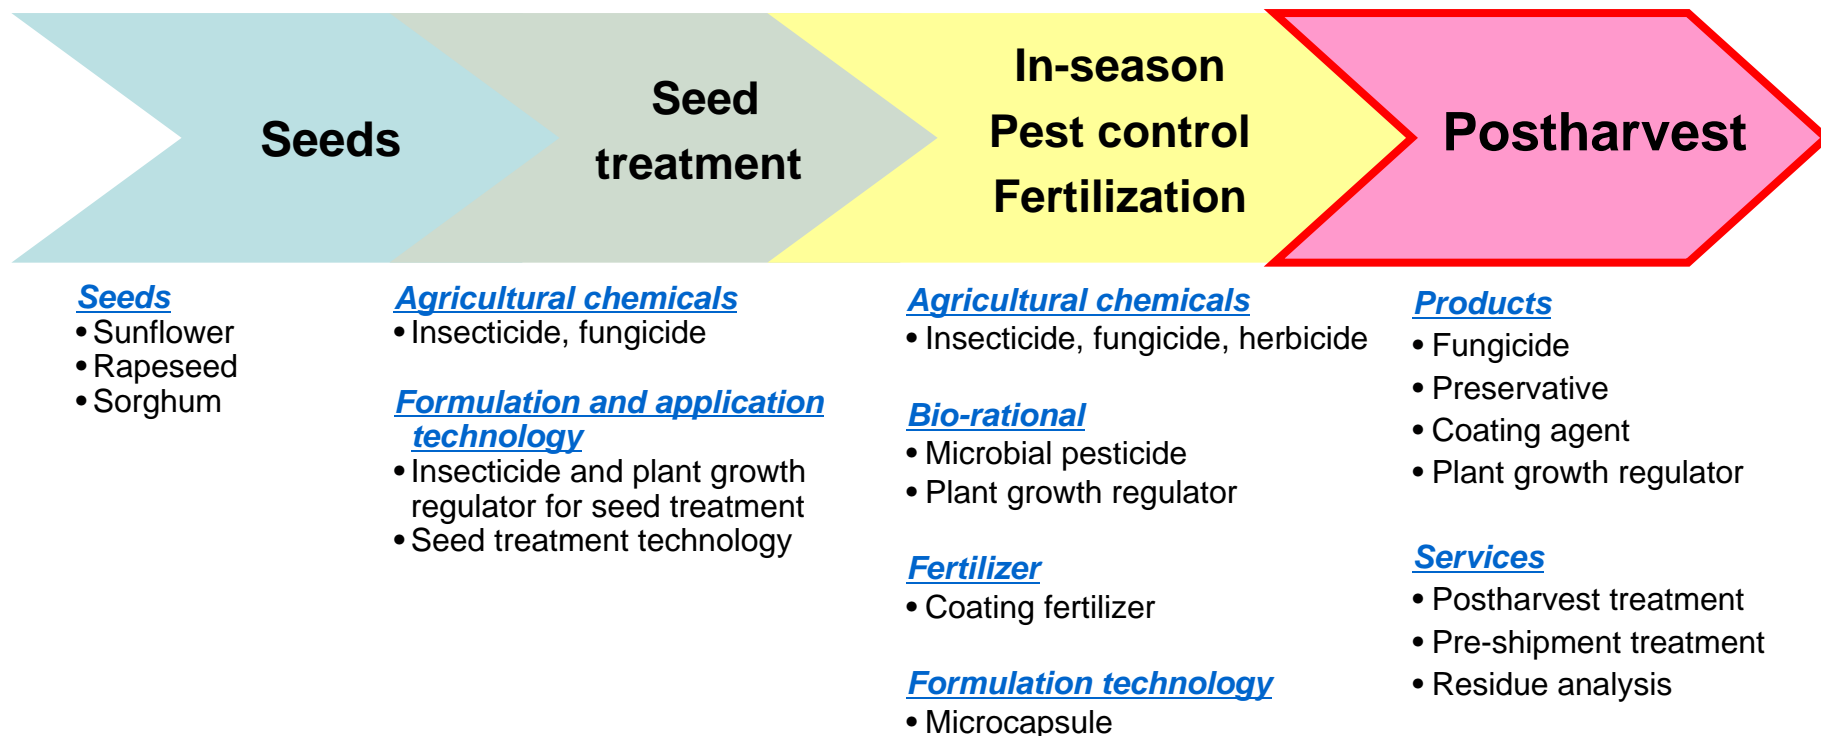 Seeds
Seed
treatment
In-season
Pest control
Fertilization
Postharvest
Seeds
• Sunflower
• Rapeseed
• Sorghum
Agricultural chemicals
• Insecticide, fungicide
Formulation and application
technology
• Insecticide and plant growth
regulator for seed treatment
• Seed treatment technology
Agricultural chemicals
• Insecticide, fungicide, herbicide
Bio-rational
• Microbial pesticide
• Plant growth regulator
Fertilizer
• Coating fertilizer
Formulation technology
• Microcapsule
Products
• Fungicide
• Preservative
• Coating agent
• Plant growth regulator
Services
• Postharvest treatment
• Pre-shipment treatment
• Residue analysis